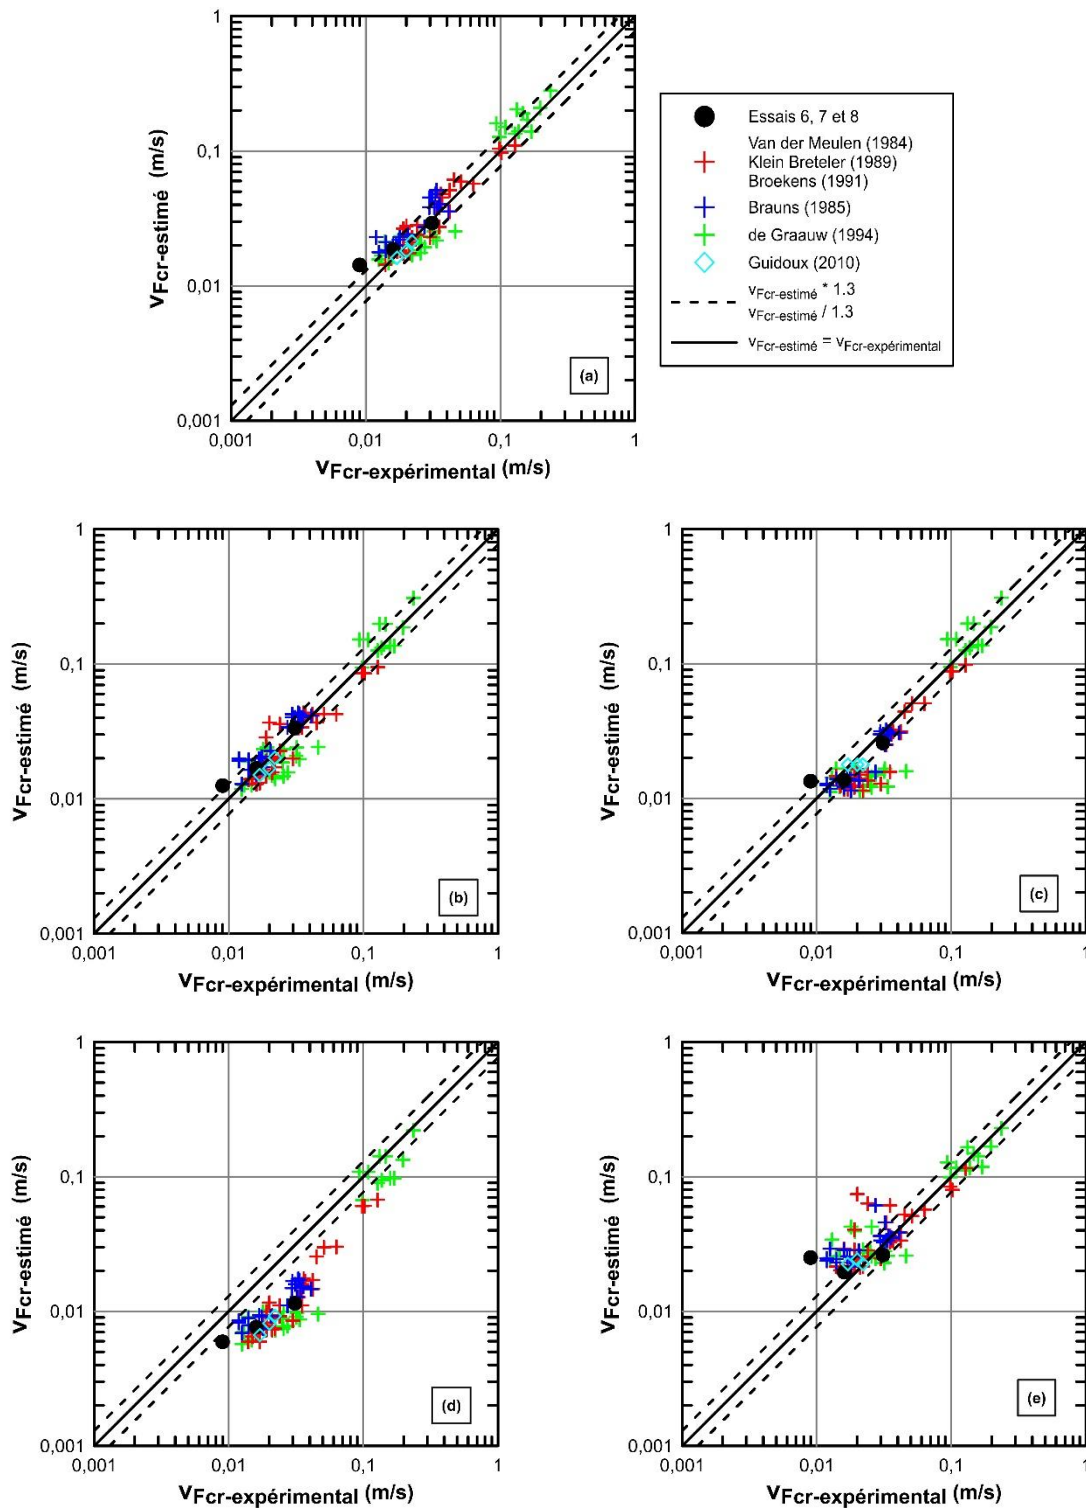 1
0,1
0,01
0,001
vFcr-estimé (m/s)
0,001 0,01 0,1 1
vFcr-expérimental (m/s)
(a)
Essais 6, 7 et 8
Van der Meulen (1984)
Klein Breteler (1989)
Broekens (1991)
Brauns (1985)
de Graauw (1994)
Guidoux (2010)
vFcr-estimé * 1.3
vFcr-estimé / 1.3
vFcr-estimé = vFcr-expérimental
1
0,1
0,01
0,001
vFcr-estimé (m/s)
0,001 0,01 0,1 1
vFcr-expérimental (m/s)
(b)
1
0,1
0,01
0,001
vFcr-estimé (m/s)
0,001 0,01 0,1 1
vFcr-expérimental (m/s)
(c)
1
0,1
0,01
0,001
vFcr-estimé (m/s)
0,001 0,01 0,1 1
vFcr-expérimental (m/s)
(d)
1
0,1
0,01
0,001
vFcr-estimé (m/s)
0,001 0,01 0,1 1
vFcr-expérimental (m/s)
(e)